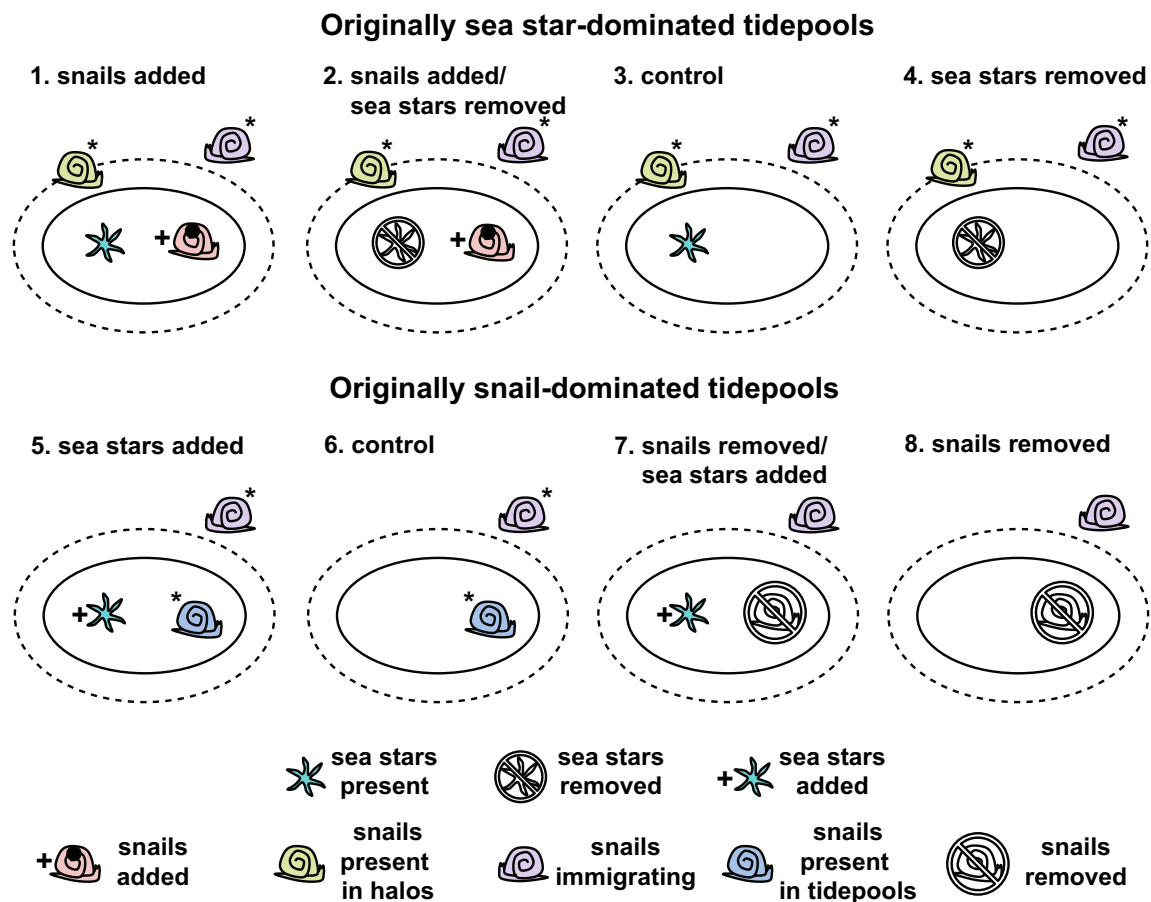 Originally sea star-dominated tidepools
1. snails added
2. snails added/
sea stars removed
3. control
4. sea stars removed
*
*
*
*
*
*
*
*
+
+
Originally snail-dominated tidepools
5. sea stars added
6. control
7. snails removed/
sea stars added
8. snails removed
*
*
+
*
*
+
sea stars
present
sea stars
removed
+
sea stars
added
+
snails
added
snails
present
in halos
snails
immigrating
snails
present
in tidepools
snails
removed